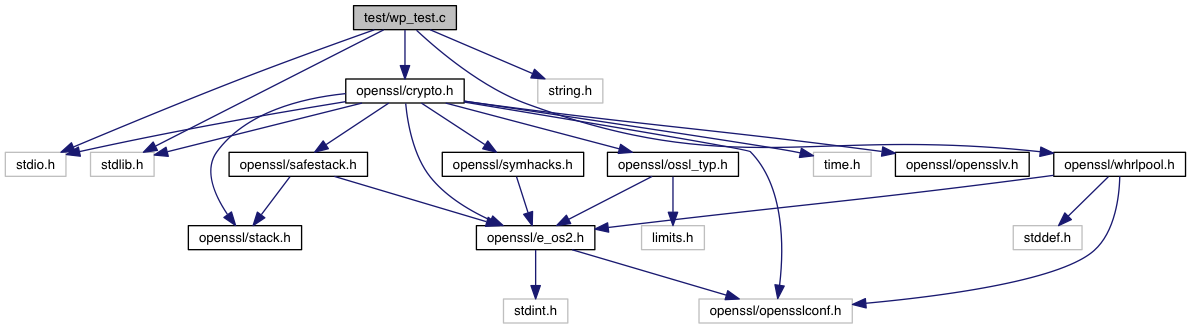 test/wp_test.c
openssl/crypto.h
string.h
stdio.h
stdlib.h
openssl/safestack.h
openssl/symhacks.h
openssl/ossl_typ.h
time.h
openssl/opensslv.h
openssl/whrlpool.h
openssl/stack.h
openssl/e_os2.h
limits.h
stddef.h
stdint.h
openssl/opensslconf.h